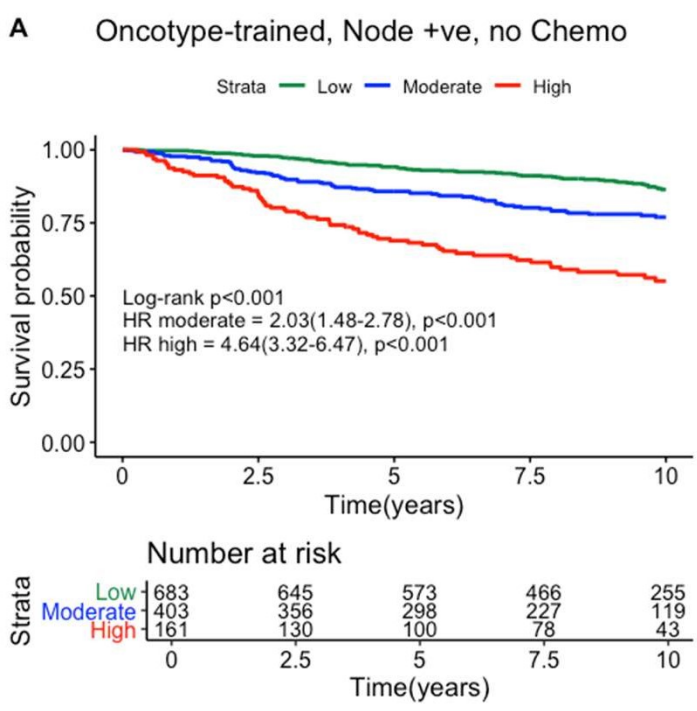 A
Oncotype-trained, Node +ve, no Chemo
Strata Low Moderate High
Survival probability
1.00
0.75
0.50
0.25
0.00
Log-rank p<0.001
HR moderate = 2.03(1.48-2.78), p<0.001
HR high = 4.64(3.32-6.47), p<0.001
0 2.5 5 7.5 10
Time(years)
Number at risk
Strata
Low 683 645 573 466 255
Moderate 403 356 298 227 119
High 161 130 100 78 43
0 2.5 5 7.5 10
Time(years)